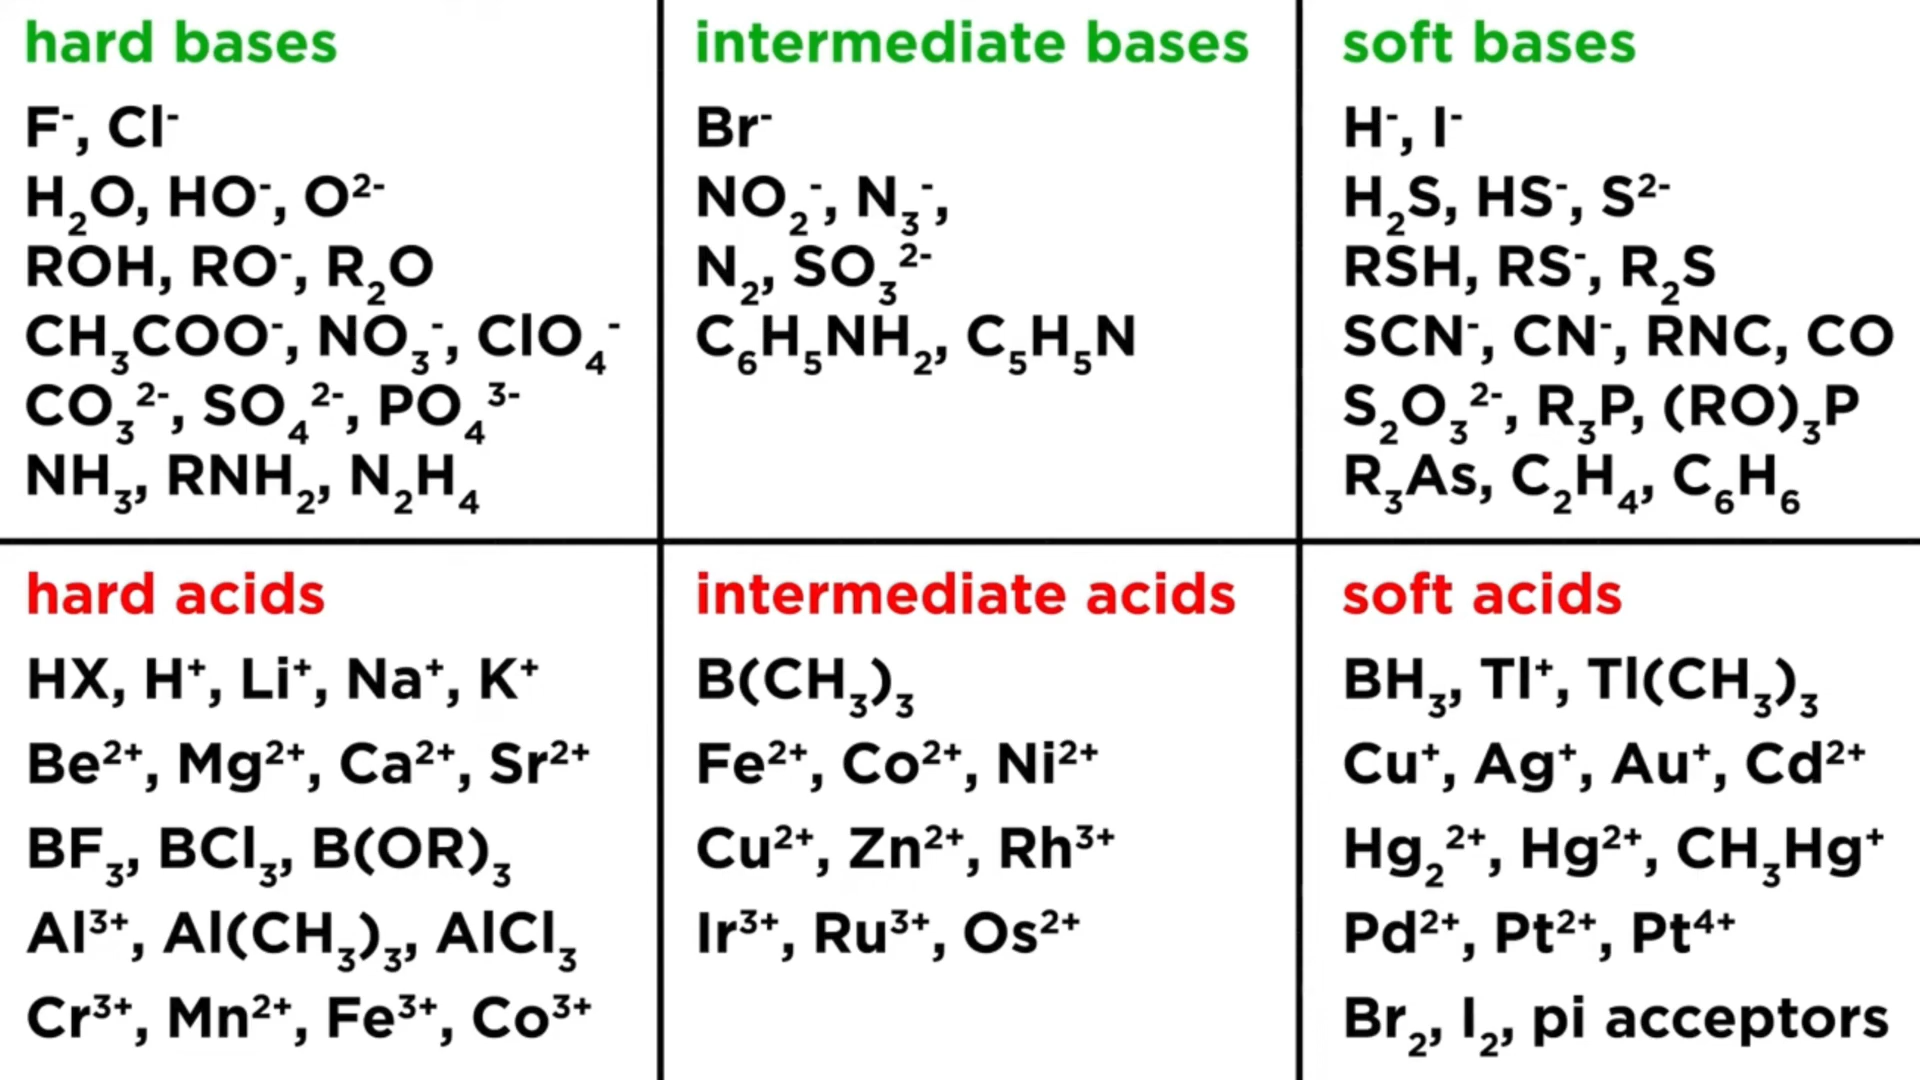 hard bases
F⁻, Cl⁻
H₂O, HO⁻, O²⁻
ROH, RO⁻, R₂O
CH₃COO⁻, NO₃⁻, ClO₄⁻
CO₃²⁻, SO₄²⁻, PO₄³⁻
NH₃, RNH₂, N₂H₄
intermediate bases
Br⁻
NO₂⁻, N₃⁻,
N₂, SO₃²⁻
C₆H₅NH₂, C₅H₅N
soft bases
H⁻, I⁻
H₂S, HS⁻, S²⁻
RSH, RS⁻, R₂S
SCN⁻, CN⁻, RNC, CO
S₂O₃²⁻, R₃P, (RO)₃P
R₃As, C₂H₄, C₆H₆
hard acids
HX, H⁺, Li⁺, Na⁺, K⁺
Be²⁺, Mg²⁺, Ca²⁺, Sr²⁺
BF₃, BCl₃, B(OR)₃
Al³⁺, Al(CH₃)₃, AlCl₃
Cr³⁺, Mn²⁺, Fe³⁺, Co³⁺
intermediate acids
B(CH₃)₃
Fe²⁺, Co²⁺, Ni²⁺
Cu²⁺, Zn²⁺, Rh³⁺
Ir³⁺, Ru³⁺, Os²⁺
soft acids
BH₃, Tl⁺, Tl(CH₃)₃
Cu⁺, Ag⁺, Au⁺, Cd²⁺
Hg₂²⁺, Hg²⁺, CH₃Hg⁺
Pd²⁺, Pt²⁺, Pt⁴⁺
Br₂, I₂, pi acceptors